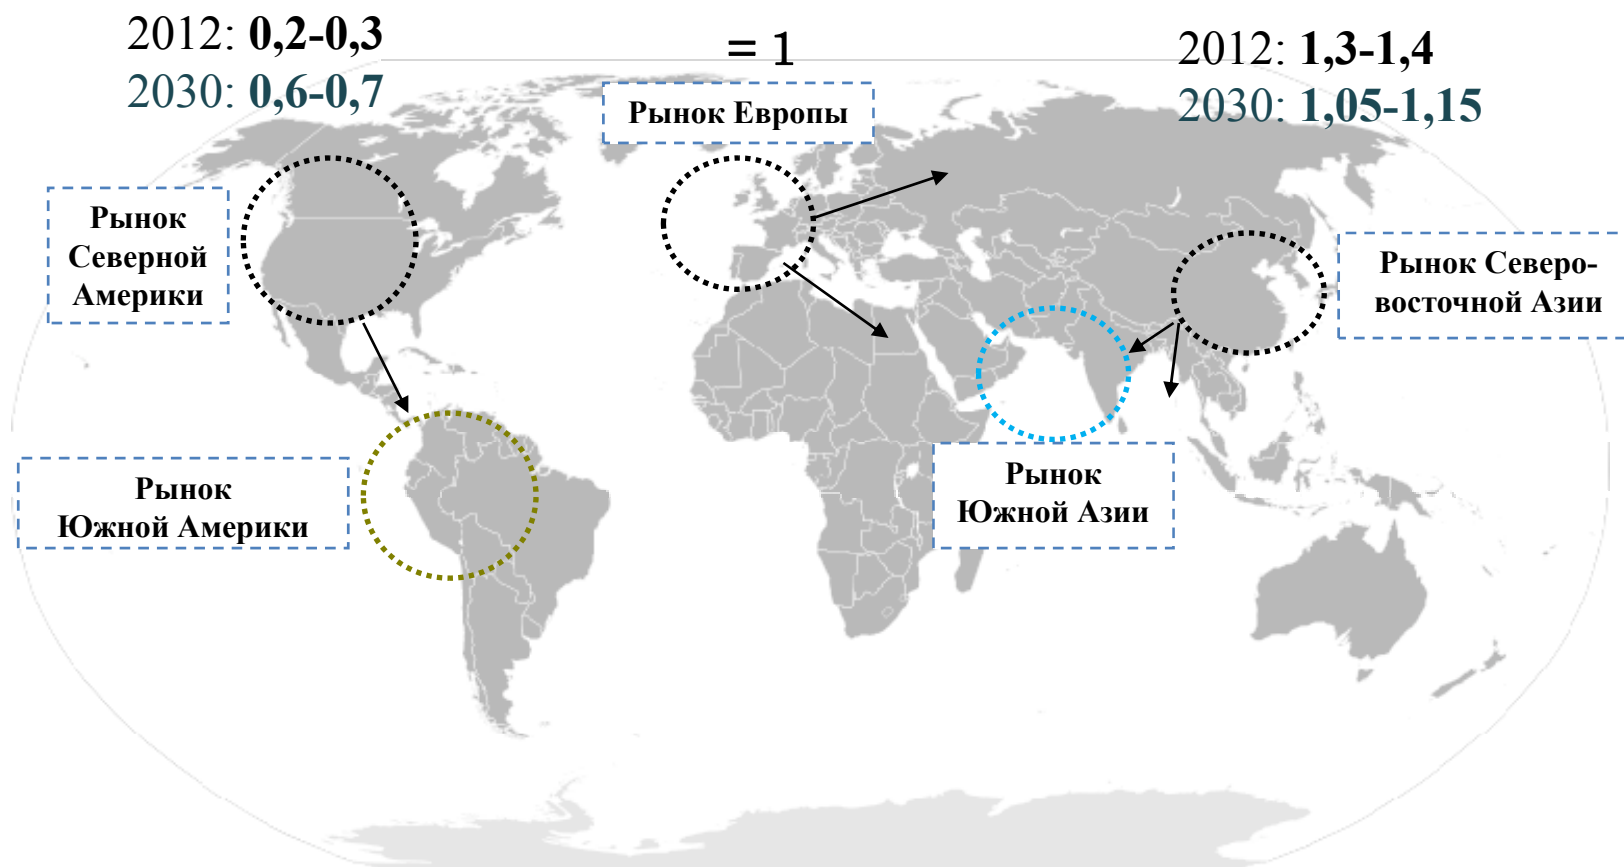 2012: 0,2-0,3
2030: 0,6-0,7
= 1
2012: 1,3-1,4
2030: 1,05-1,15
Рынок Европы
Рынок
Северной
Америки
Рынок Северо-
восточной Азии
Рынок
Южной Америки
Рынок
Южной Азии